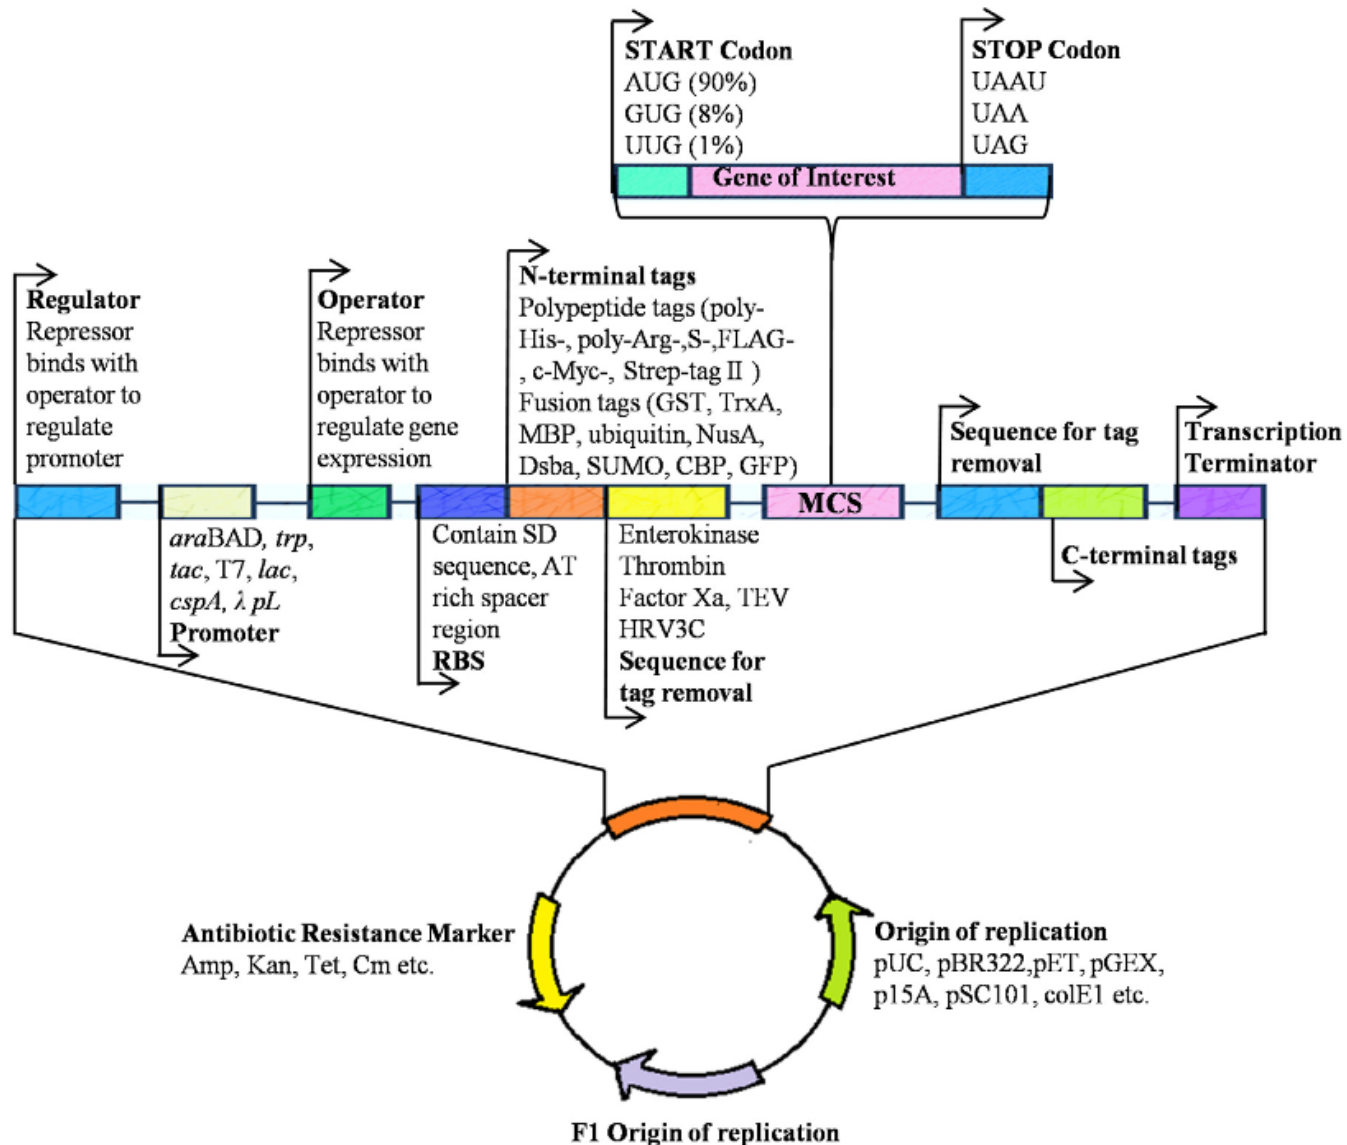 START Codon
AUG (90%)
GUG (8%)
UUG (1%)
STOP Codon
UAAU
UAA
UAG
Gene of Interest
Regulator
Repressor
binds with
operator to
regulate
promoter
Operator
Repressor
binds with
operator to
regulate gene
expression
N-terminal tags
Polypeptide tags (poly-
His-, poly-Arg-,S-,FLAG-
, c-Myc-, Strep-tag II )
Fusion tags (GST, TrxA,
MBP, ubiquitin, NusA,
Dsba, SUMO, CBP, GFP)
Sequence for tag
removal
Transcription
Terminator
MCS
araBAD, trp,
tac, T7, lac,
cspA, λ pL
Promoter
Contain SD
sequence, AT
rich spacer
region
RBS
Enterokinase
Thrombin
Factor Xa, TEV
HRV3C
Sequence for
tag removal
C-terminal tags
Antibiotic Resistance Marker
Amp, Kan, Tet, Cm etc.
Origin of replication
pUC, pBR322,pET, pGEX,
p15A, pSC101, colE1 etc.
F1 Origin of replication